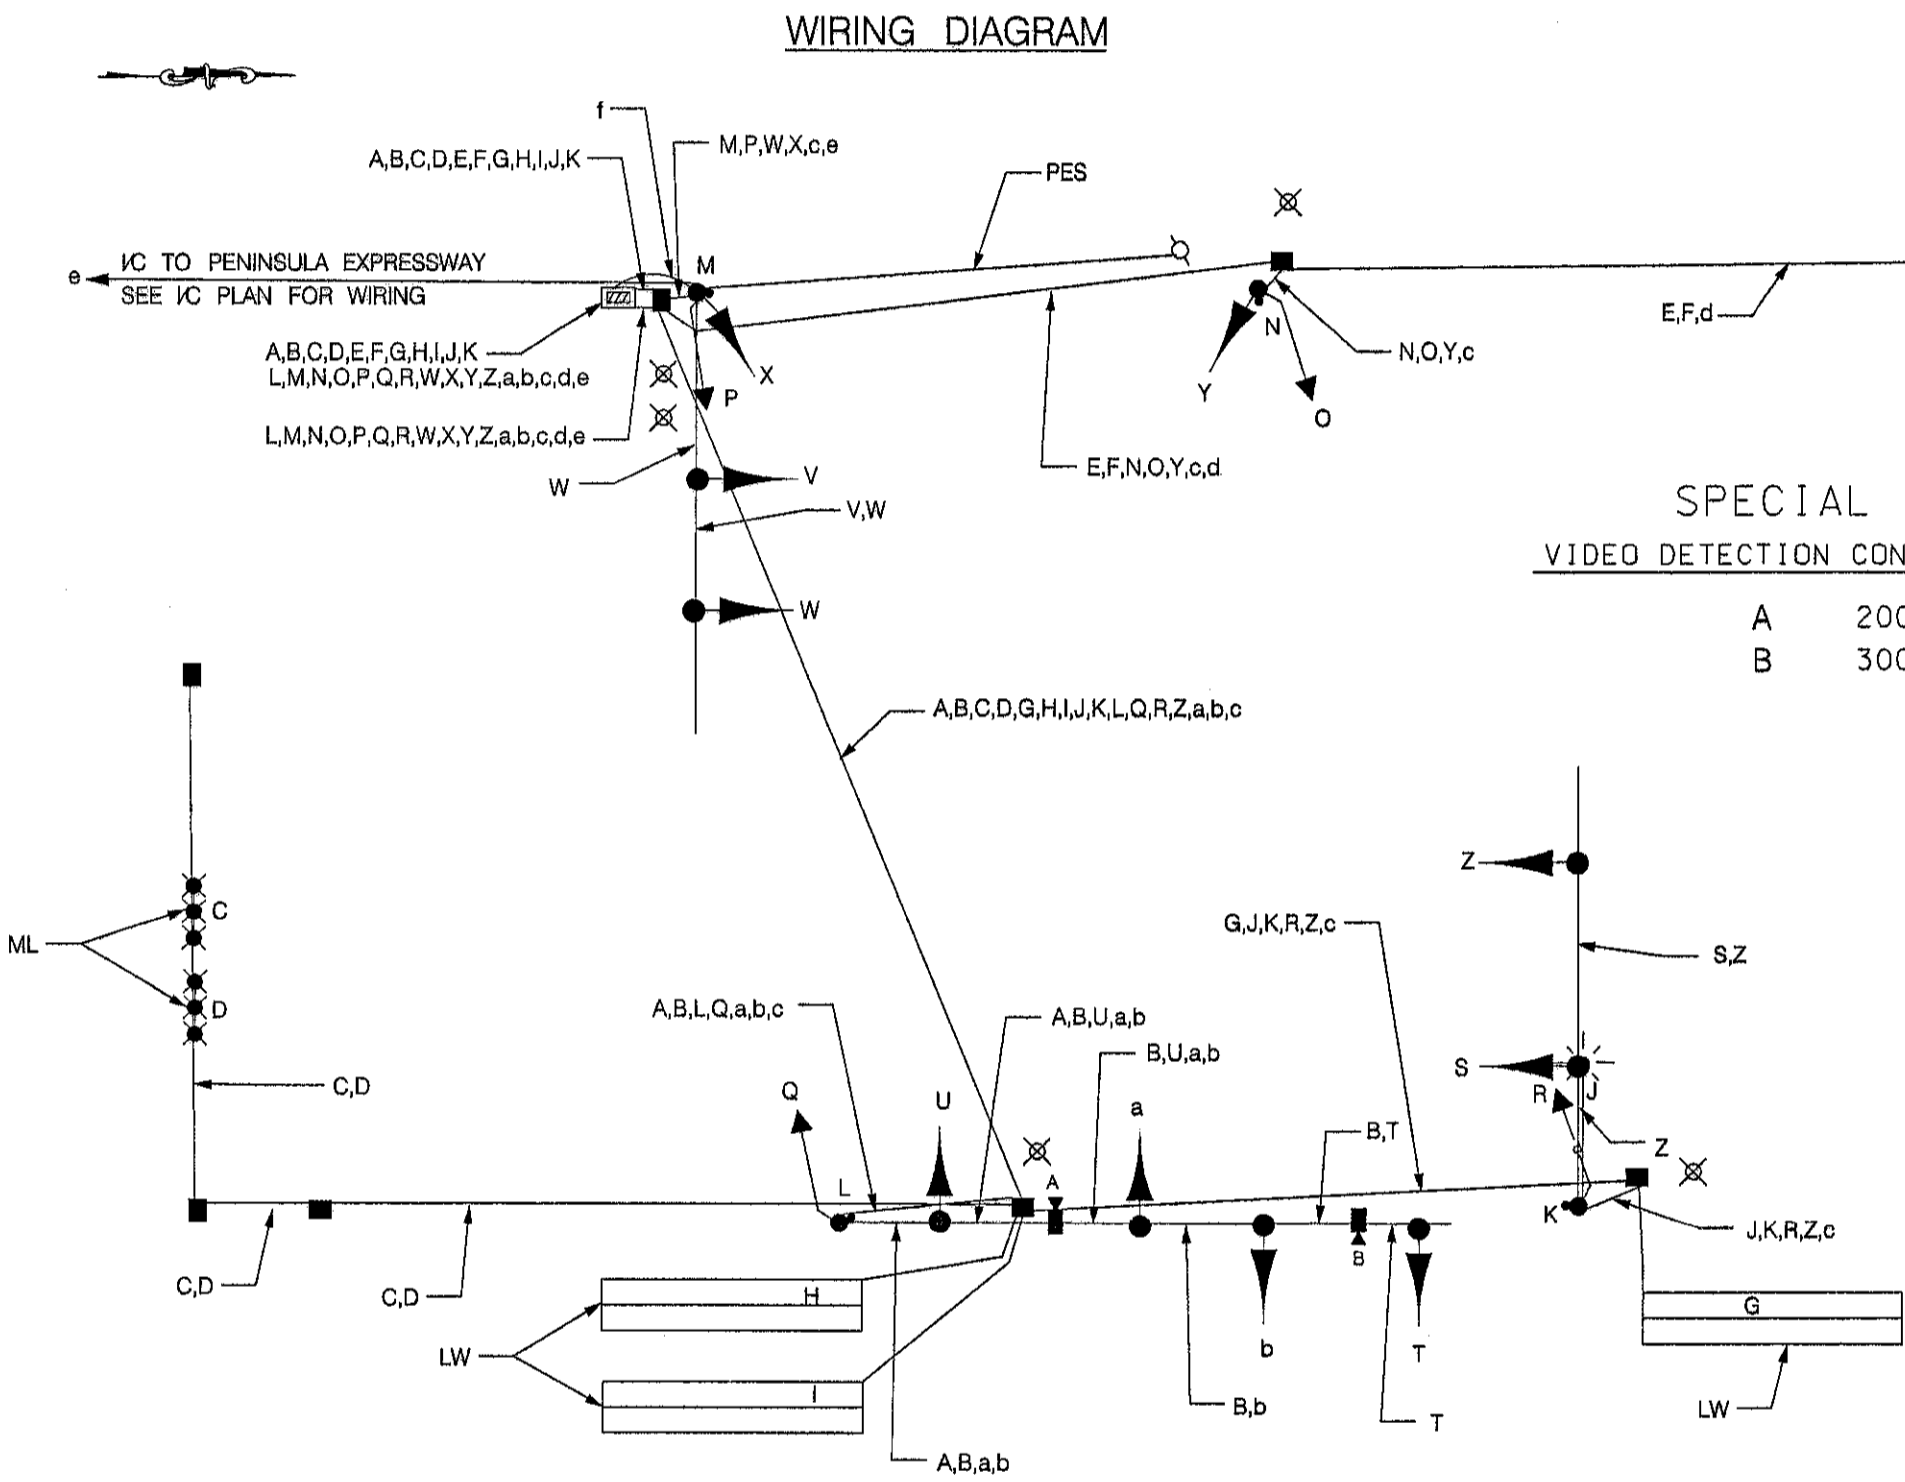 WIRING DIAGRAM
f
M,P,W,X,c,e
A,B,C,D,E,F,G,H,I,J,K
PES
I/C TO PENINSULA EXPRESSWAY
M
e
SEE I/C PLAN FOR WIRING
E,F,d
N
A,B,C,D,E,F,G,H,I,J,K
L,M,N,O,P,Q,R,W,X,Y,Z,a,b,c,d,e
N,O,Y,c
X
Y
P
O
L,M,N,O,P,Q,R,W,X,Y,Z,a,b,c,d,e
E,F,N,O,Y,c,d
W
V
SPECIAL
V,W
VIDEO DETECTION CON
W
A 200
B 300
A,B,C,D,G,H,I,J,K,L,Q,R,Z,a,b,c
Z
C
G,J,K,R,Z,c
ML
S,Z
D
A,B,L,Q,a,b,c
A,B,U,a,b
B,U,a,b
S
C,D
Q
U
a
R
J
B,T
Z
A
L
K
J,K,R,Z,c
B
C,D
C,D
H
G
b
T
LW
I
B,b
T
LW
A,B,a,b